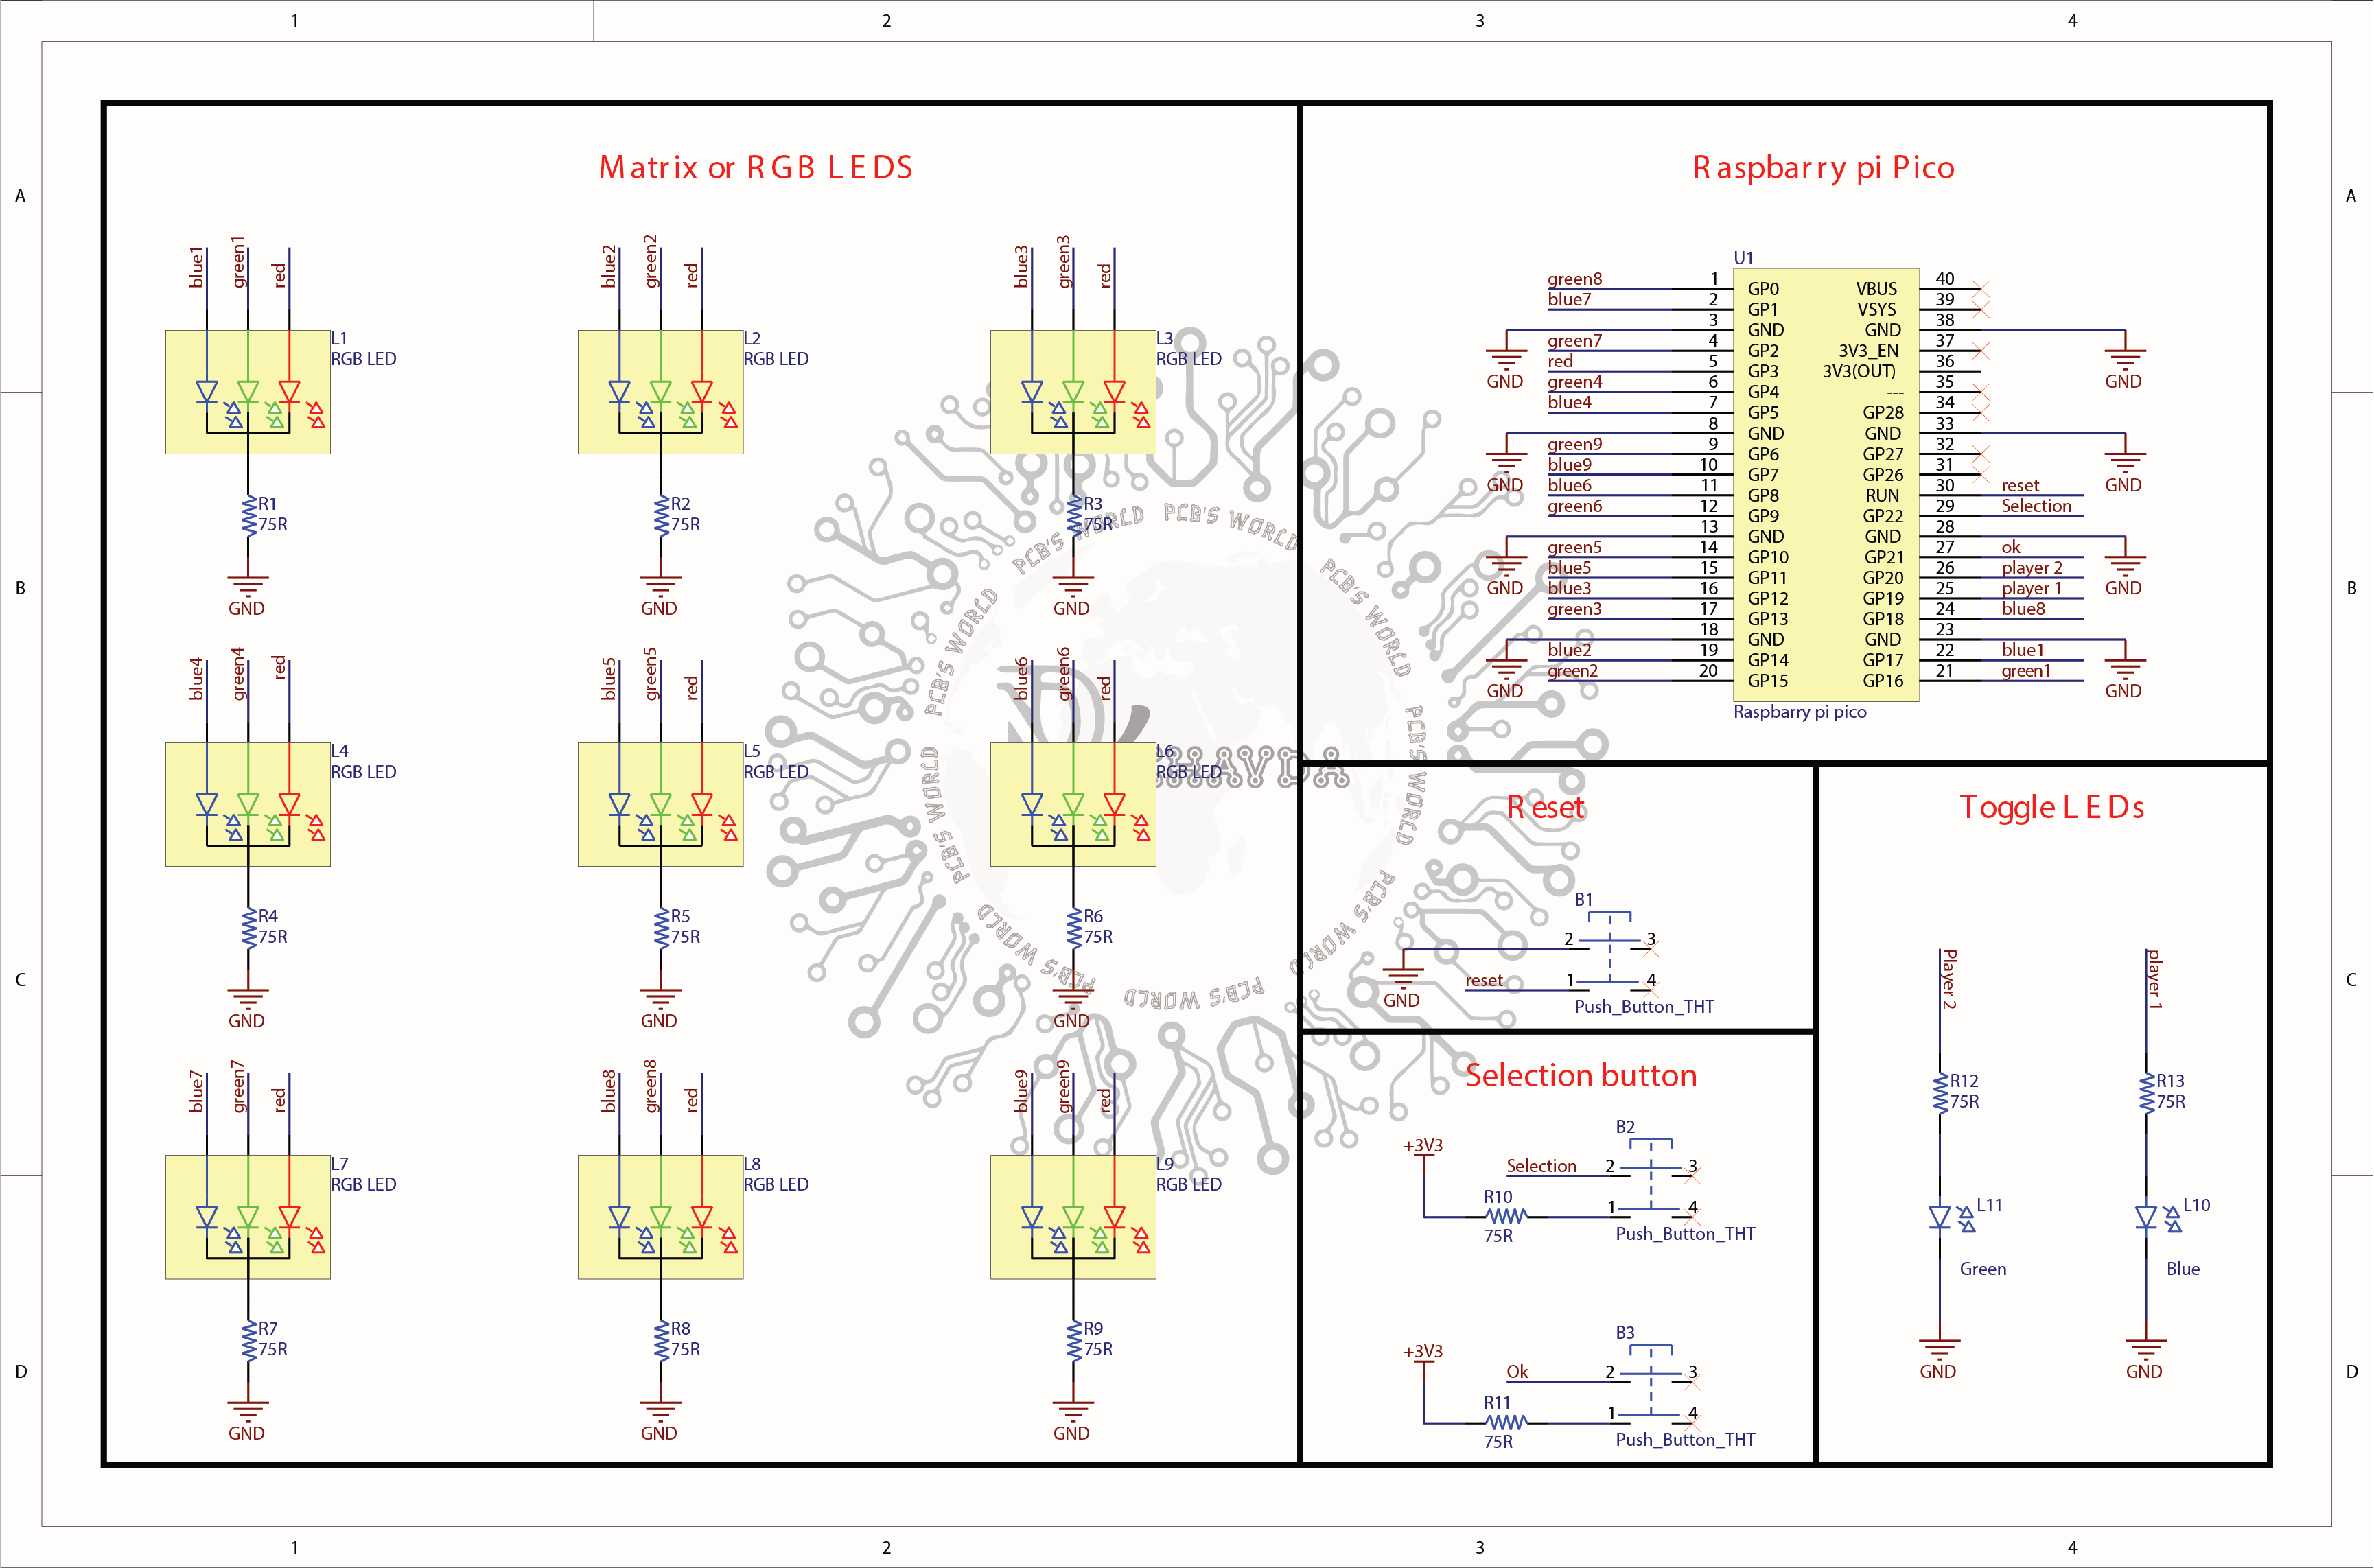 1 2 3 4
A A
B B
C C
D D
Matrix or RGB LEDS
blue1 green1 red
L1
RGB LED
R1
75R
GND
blue2 green2 red
L2
RGB LED
R2
75R
GND
blue3 green3 red
L3
RGB LED
R3
75R
GND
blue4 green4 red
L4
RGB LED
R4
75R
GND
blue5 green5 red
L5
RGB LED
R5
75R
GND
blue6 green6 red
L6
RGB LED
R6
75R
GND
blue7 green7 red
L7
RGB LED
R7
75R
GND
blue8 green8 red
L8
RGB LED
R8
75R
GND
blue9 green9 red
L9
RGB LED
R9
75R
GND
Raspbarry pi Pico
U1
green8 1 GP0 VBUS 40
blue7 2 GP1 VSYS 39
3 GND GND 38
green7 4 GP2 3V3_EN 37
red 5 GP3 3V3(OUT) 36
GND green4 6 GP4 --- 35 GND
blue4 7 GP5 GP28 34
8 GND GND 33
green9 9 GP6 GP27 32
blue9 10 GP7 GP26 31
GND blue6 11 GP8 RUN 30 reset GND
green6 12 GP9 GP22 29 Selection
13 GND GND 28
green5 14 GP10 GP21 27 ok
blue5 15 GP11 GP20 26 player 2
GND blue3 16 GP12 GP19 25 player 1 GND
green3 17 GP13 GP18 24 blue8
18 GND GND 23
blue2 19 GP14 GP17 22 blue1
green2 20 GP15 GP16 21 green1
GND GND
Raspbarry pi pico
Reset
B1
2 3
reset 1 4
GND
Push_Button_THT
Selection button
+3V3
B2
Selection 2 3
R10
75R
1 4
Push_Button_THT
+3V3
B3
Ok 2 3
R11
75R
1 4
Push_Button_THT
Toggle LEDs
Player 2
R12
75R
L11
Green
GND
player 1
R13
75R
L10
Blue
GND
PCB'S WORLD PCB'S WORLD PCB'S WORLD PCB'S WORLD PCB'S WORLD PCB'S WORLD PCB'S WORLD PCB'S WORLD PCB'S WORLD PCB'S WORLD
1 2 3 4